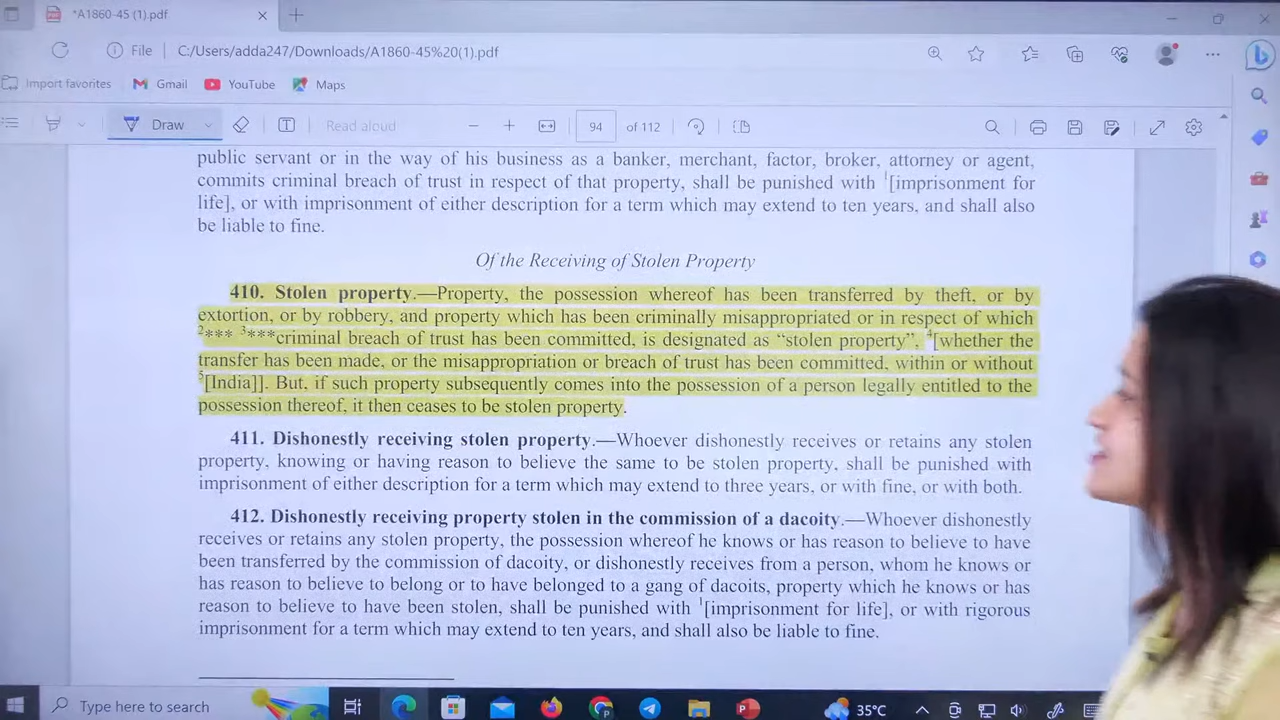 *A1860-45 (1).pdf
File | C:/Users/adda247/Downloads/A1860-45%20(1).pdf
Import favorites Gmail YouTube Maps
Draw Read aloud 94 of 112
public servant or in the way of his business as a banker, merchant, factor, broker, attorney or agent,
commits criminal breach of trust in respect of that property, shall be punished with 1[imprisonment for
life], or with imprisonment of either description for a term which may extend to ten years, and shall also
be liable to fine.
Of the Receiving of Stolen Property
410. Stolen property.—Property, the possession whereof has been transferred by theft, or by
extortion, or by robbery, and property which has been criminally misappropriated or in respect of which
2*** 3***criminal breach of trust has been committed, is designated as “stolen property”, 4[whether the
transfer has been made, or the misappropriation or breach of trust has been committed, within or without
5[India]]. But, if such property subsequently comes into the possession of a person legally entitled to the
possession thereof, it then ceases to be stolen property.
411. Dishonestly receiving stolen property.—Whoever dishonestly receives or retains any stolen
property, knowing or having reason to believe the same to be stolen property, shall be punished with
imprisonment of either description for a term which may extend to three years, or with fine, or with both.
412. Dishonestly receiving property stolen in the commission of a dacoity.—Whoever dishonestly
receives or retains any stolen property, the possession whereof he knows or has reason to believe to have
been transferred by the commission of dacoity, or dishonestly receives from a person, whom he knows or
has reason to believe to belong or to have belonged to a gang of dacoits, property which he knows or has
reason to believe to have been stolen, shall be punished with 1[imprisonment for life], or with rigorous
imprisonment for a term which may extend to ten years, and shall also be liable to fine.
Type here to search 35°C